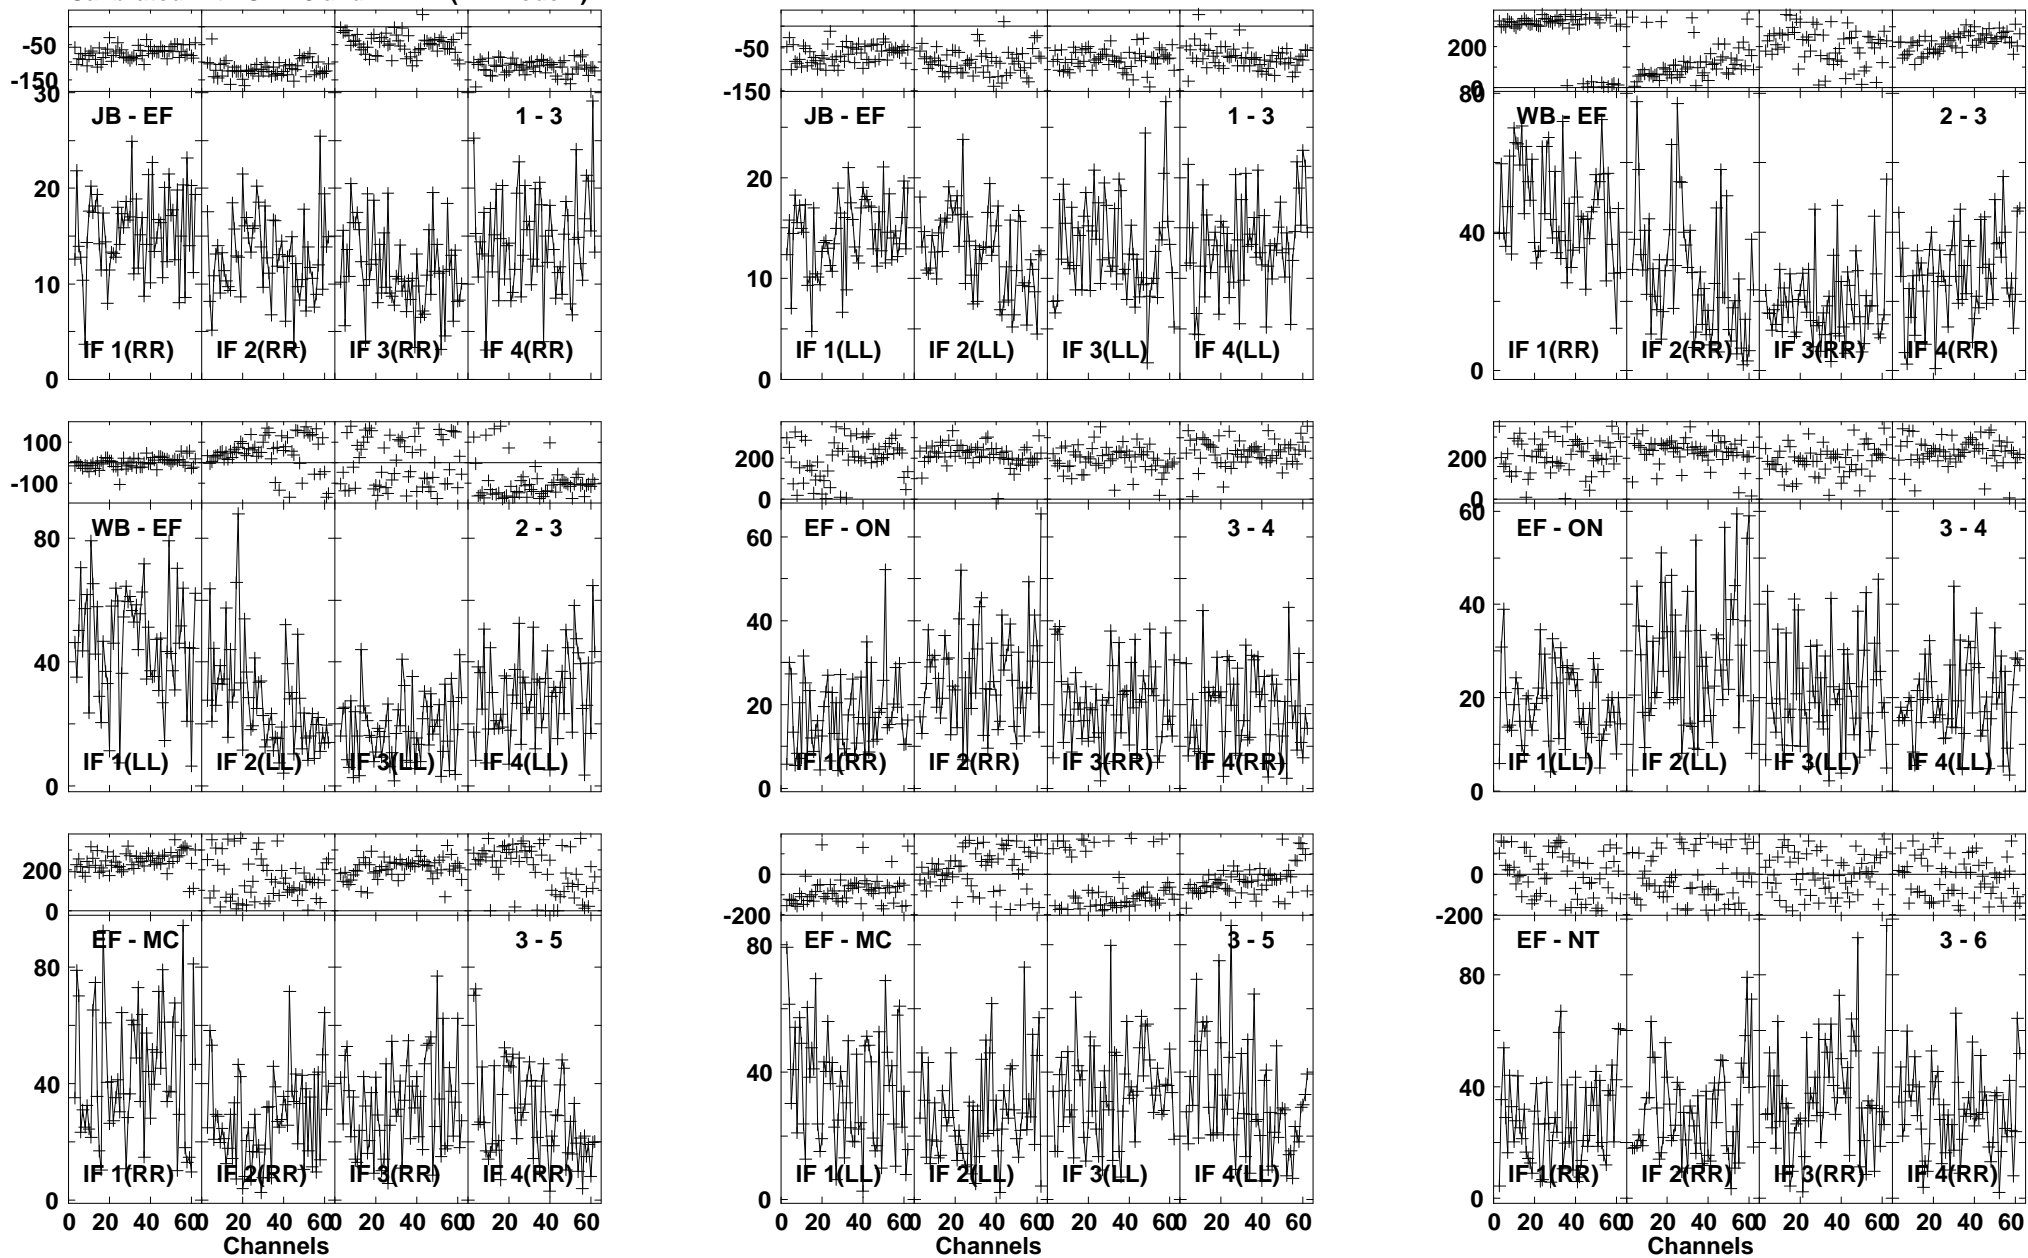 -50
-150
30
JB - EF
1 - 3
20
10
IF 1(RR)
IF 2(RR)
IF 3(RR)
IF 4(RR)
0
-50
-150
JB - EF
1 - 3
20
10
IF 1(LL)
IF 2(LL)
IF 3(LL)
IF 4(LL)
0
200
0
80
WB - EF
2 - 3
40
IF 1(RR)
IF 2(RR)
IF 3(RR)
IF 4(RR)
0
100
-100
WB - EF
2 - 3
80
40
IF 1(LL)
IF 2(LL)
IF 3(LL)
IF 4(LL)
0
200
0
EF - ON
3 - 4
60
40
20
IF 1(RR)
IF 2(RR)
IF 3(RR)
IF 4(RR)
0
200
0
60
EF - ON
3 - 4
40
20
IF 1(LL)
IF 2(LL)
IF 3(LL)
IF 4(LL)
0
200
0
EF - MC
3 - 5
80
40
IF 1(RR)
IF 2(RR)
IF 3(RR)
IF 4(RR)
0
0 20 40 60 0 20 40 60 0 20 40 60 0 20 40 60
Channels
0
-200
EF - MC
3 - 5
80
40
IF 1(LL)
IF 2(LL)
IF 3(LL)
IF 4(LL)
0
0 20 40 60 0 20 40 60 0 20 40 60 0 20 40 60
Channels
0
-200
EF - NT
3 - 6
80
40
IF 1(RR)
IF 2(RR)
IF 3(RR)
IF 4(RR)
0
0 20 40 60 0 20 40 60 0 20 40 60 0 20 40 60
Channels